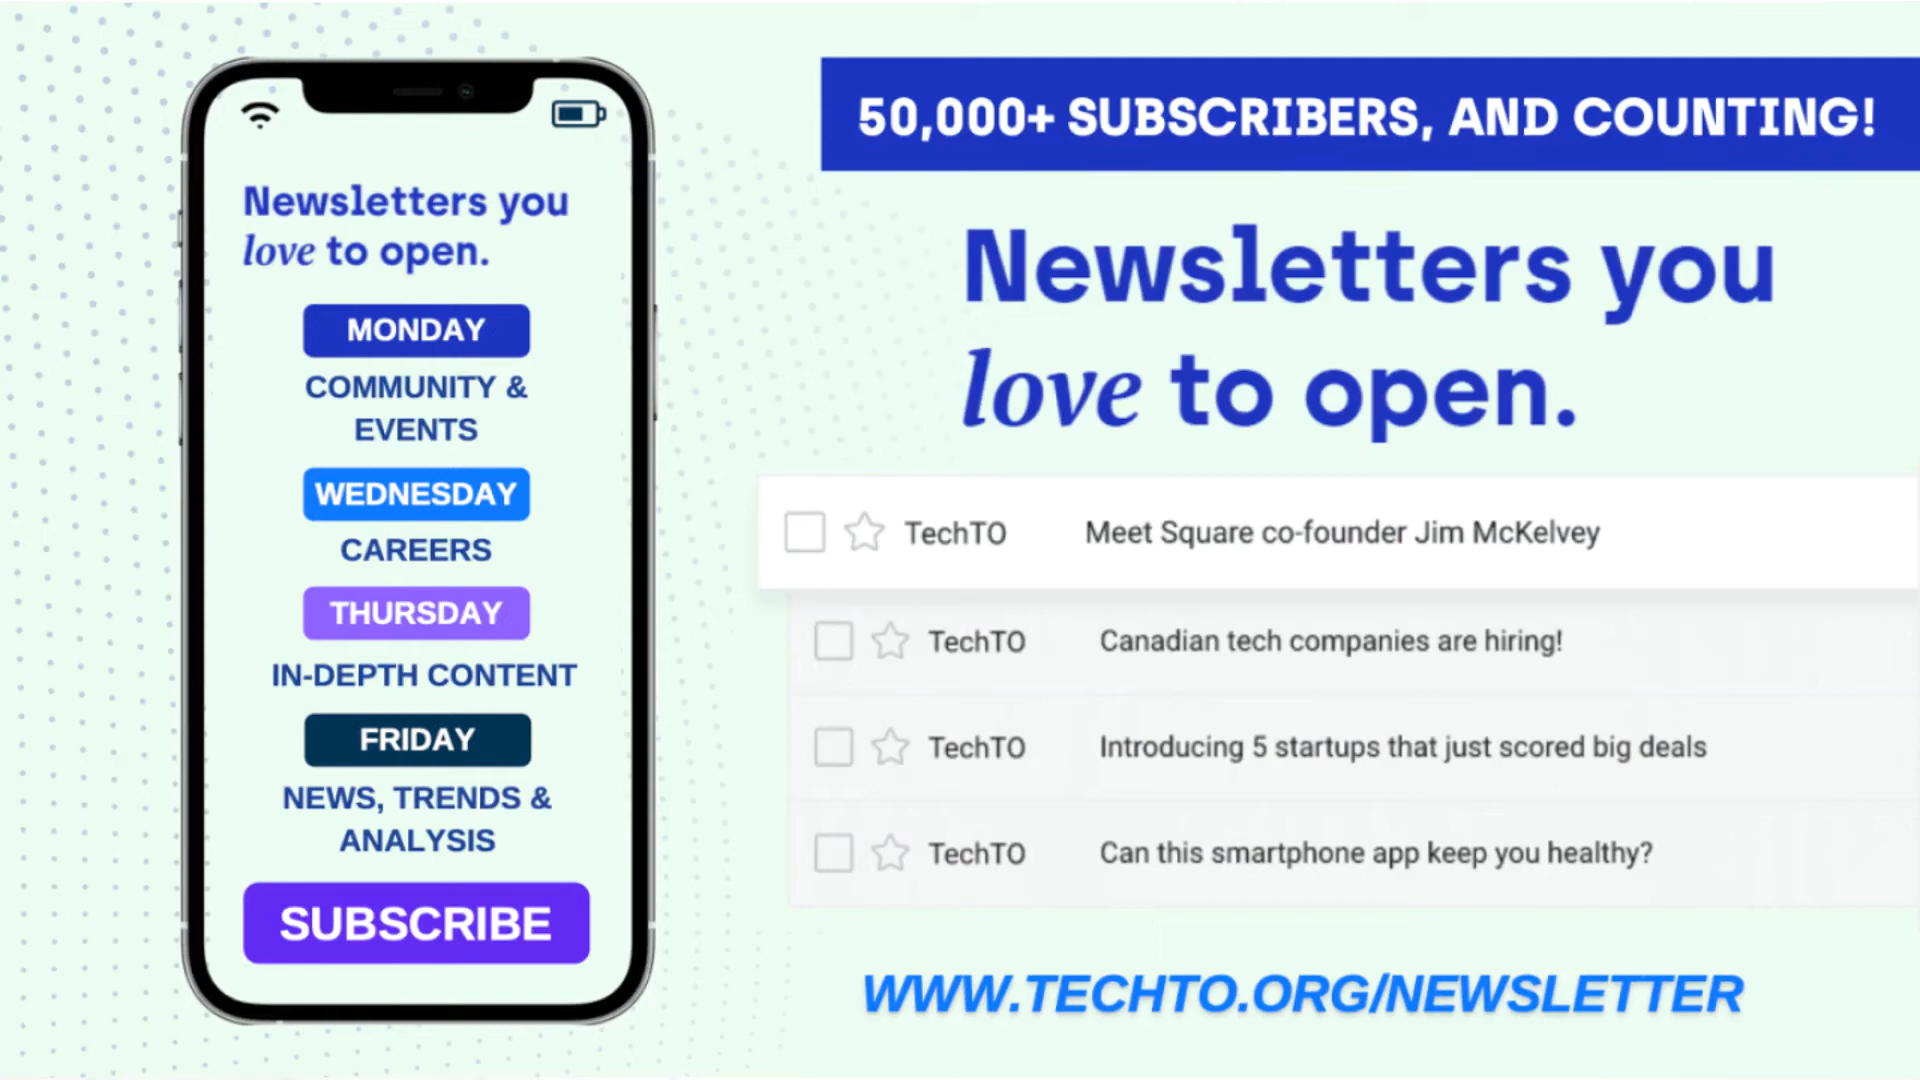 Newsletters you
love to open.
MONDAY
COMMUNITY &
EVENTS
WEDNESDAY
CAREERS
THURSDAY
IN-DEPTH CONTENT
FRIDAY
NEWS, TRENDS &
ANALYSIS
SUBSCRIBE
50,000+ SUBSCRIBERS, AND COUNTING!
Newsletters you
love to open.
TechTO Meet Square co-founder Jim McKelvey
TechTO Canadian tech companies are hiring!
TechTO Introducing 5 startups that just scored big deals
TechTO Can this smartphone app keep you healthy?
WWW.TECHTO.ORG/NEWSLETTER